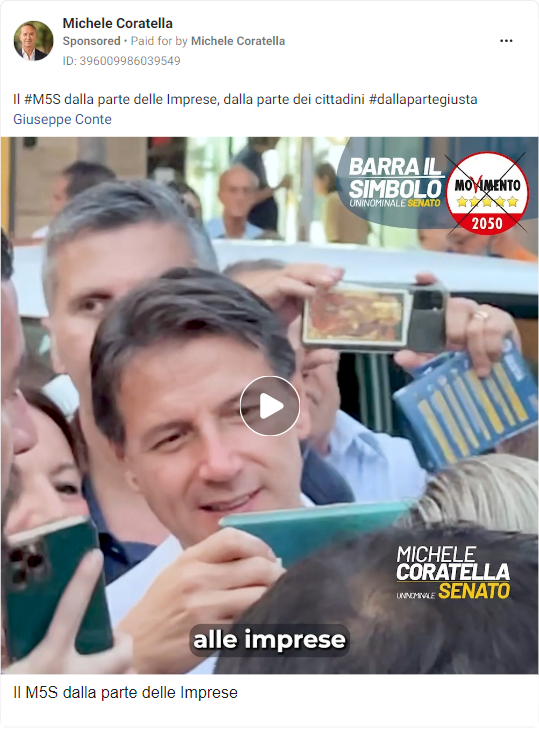 Michele Coratella
Sponsored • Paid for by Michele Coratella
ID: 396009986039549
Il #M5S dalla parte delle Imprese, dalla parte dei cittadini #dallapartegiusta
Giuseppe Conte
BARRA IL
SIMBOLO
UNINOMINALE SENATO
MOVIMENTO
2050
MICHELE
CORATELLA
UNINOMINALE SENATO
alle imprese
Il M5S dalla parte delle Imprese